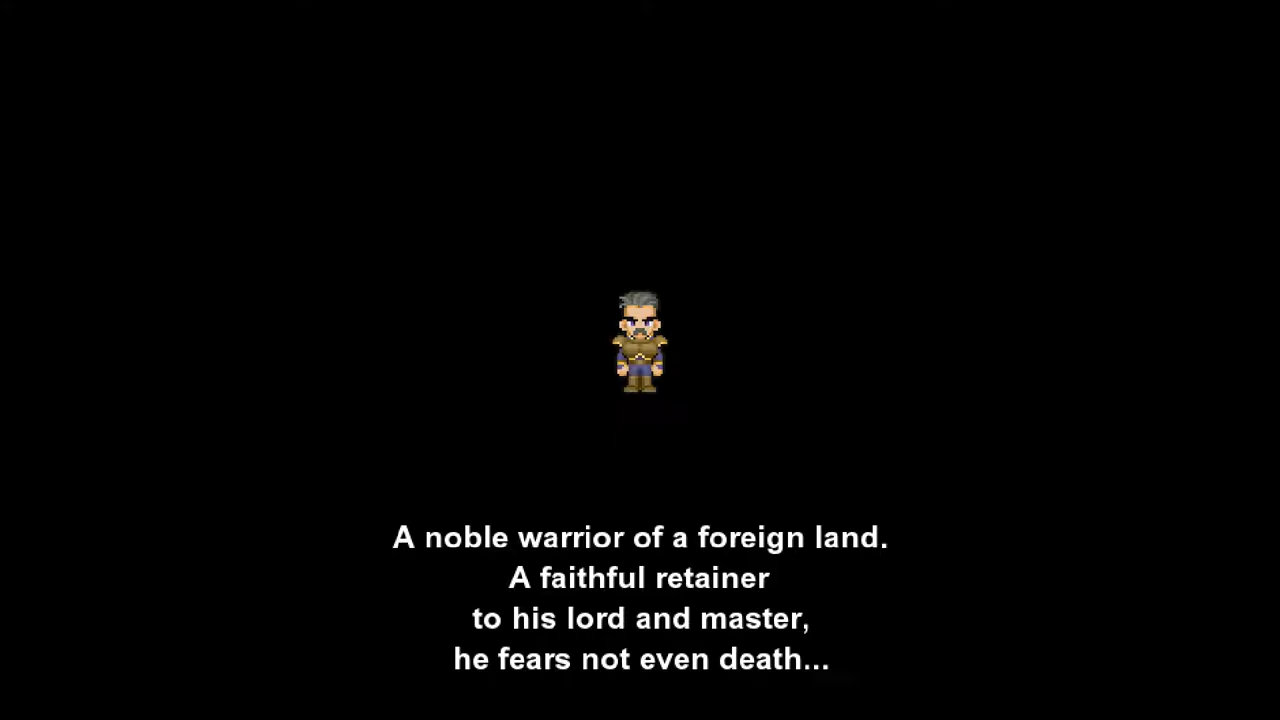 A noble warrior of a foreign land.
A faithful retainer
to his lord and master,
he fears not even death...